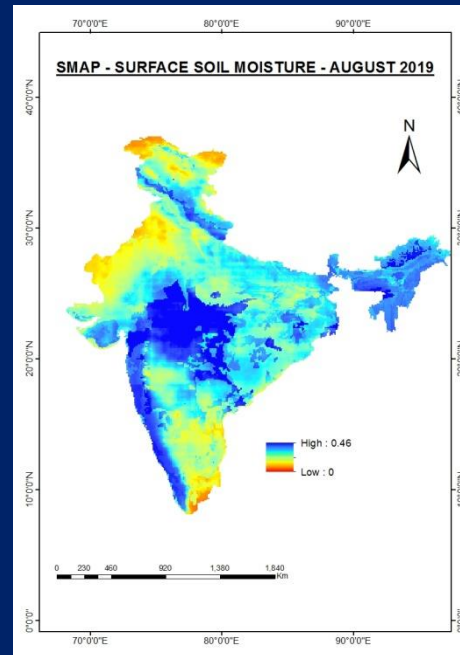 70°0'0"E 80°0'0"E 90°0'0"E
SMAP - SURFACE SOIL MOISTURE - AUGUST 2019
N
40°0'0"N
30°0'0"N
20°0'0"N
10°0'0"N
0°0'0"
High : 0.46
Low : 0
0 230 460 920 1,380 1,840
Km
70°0'0"E 80°0'0"E 90°0'0"E